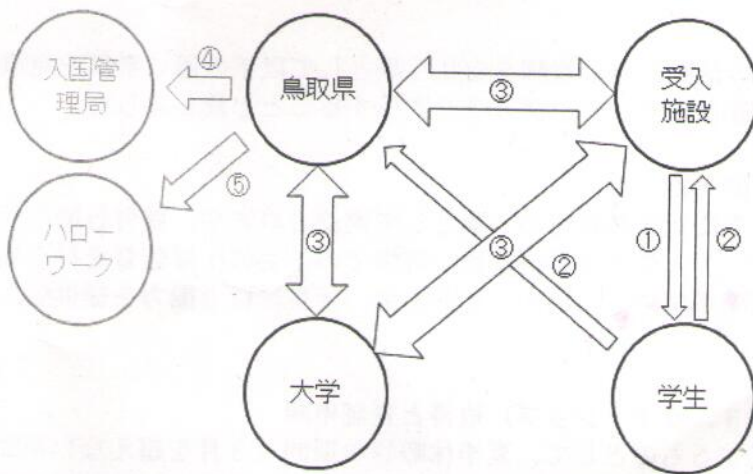 入国管
理局
④
鳥取県
③
受入
施設
⑤
ハロー
ワーク
③
③
②
①
②
大学
学生